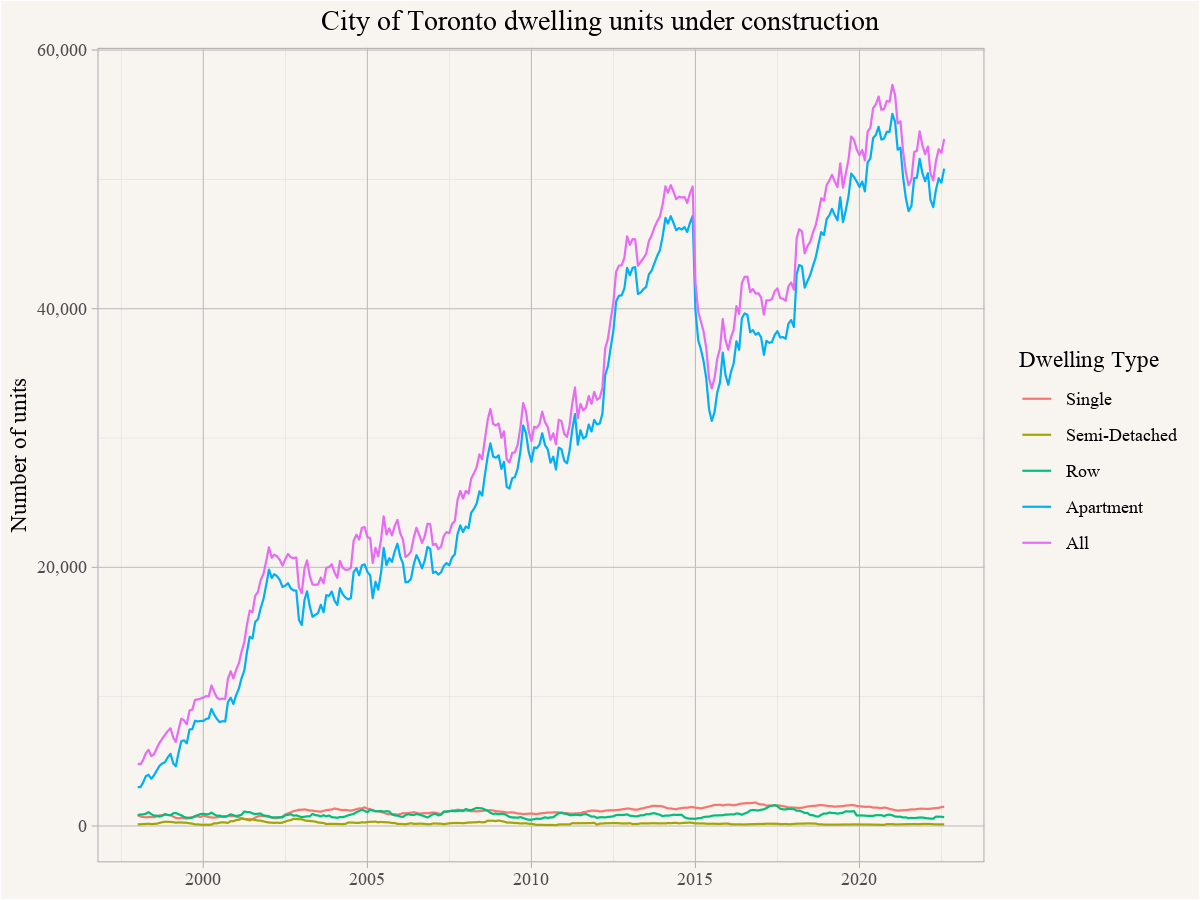 City of Toronto dwelling units under construction
60,000
40,000
20,000
0
Number of units
2000
2005
2010
2015
2020
Dwelling Type
Single
Semi-Detached
Row
Apartment
All